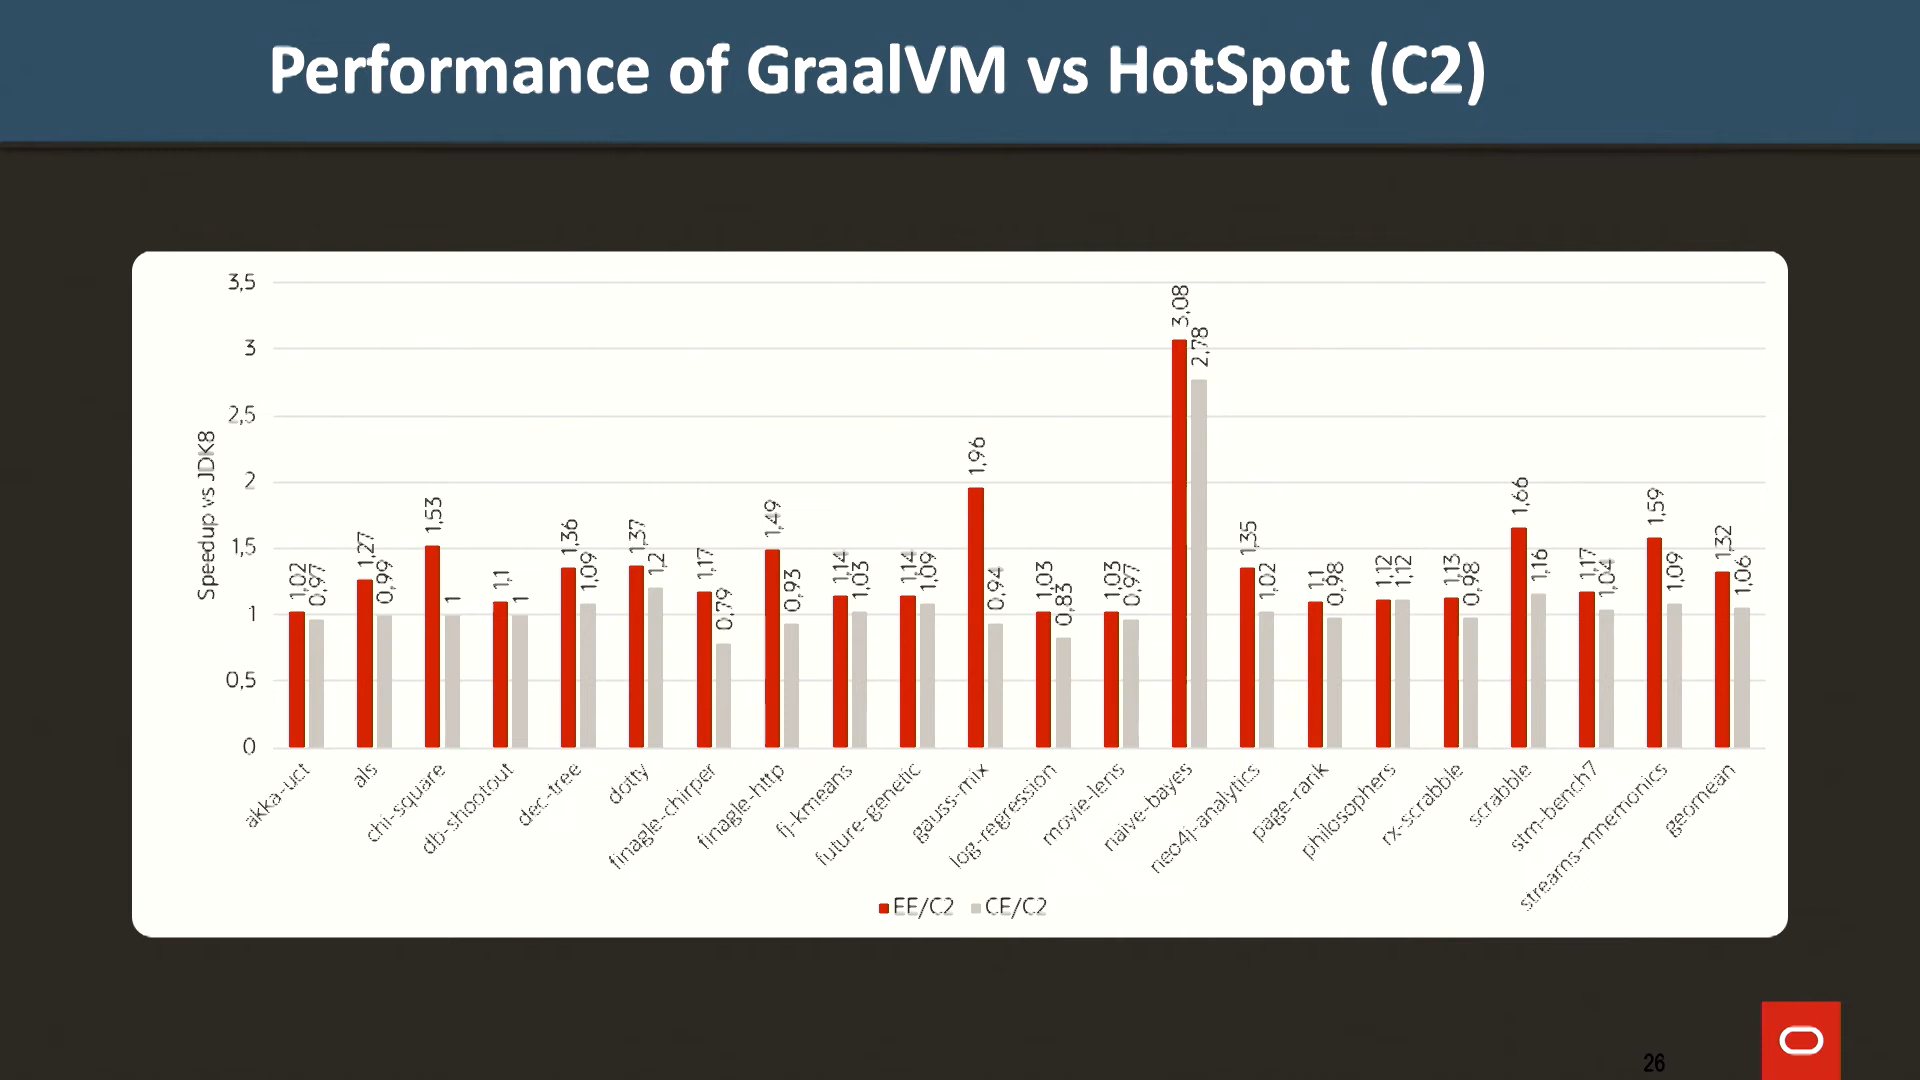 Performance of GraalVM vs HotSpot (C2)
Speedup vs JDK8
3,5
3
2,5
2
1,5
1
0,5
0
1,02
0,97
1,27
0,99
1,53
1
1,1
1
1,36
1,09
1,37
1,2
1,17
0,79
1,49
0,93
1,14
1,03
1,14
1,09
1,96
0,94
1,03
0,83
1,03
0,97
3,08
2,78
1,35
1,02
1,1
0,98
1,12
1,12
1,13
0,98
1,66
1,16
1,17
1,04
1,59
1,09
1,32
1,06
akka-uct
als
chi-square
db-shootout
dec-tree
dotty
finagle-chirper
finagle-http
fj-kmeans
future-genetic
gauss-mix
log-regression
movie-lens
naive-bayes
neo4j-analytics
page-rank
philosophers
rx-scrabble
scrabble
stm-bench7
streams-mnemonics
geomean
EE/C2
CE/C2
26